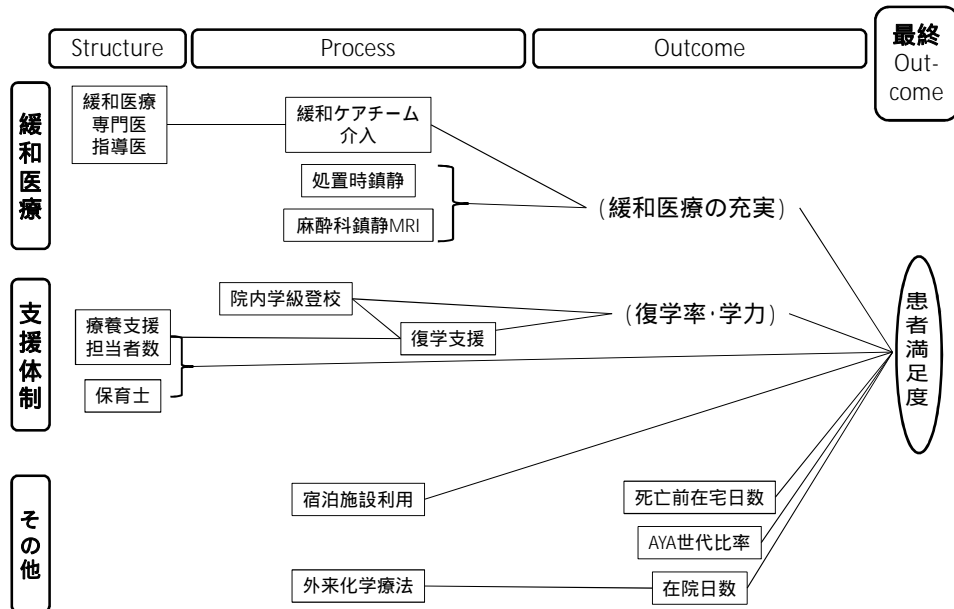 Structure
Process
Outcome
最終
Out-
come
緩和医療
緩和医療
専門医
指導医
緩和ケアチーム
介入
処置時鎮静
麻酔科鎮静MRI
(緩和医療の充実)
支援体制
院内学級登校
療養支援
担当者数
復学支援
(復学率・学力)
保育士
患者満足度
その他
宿泊施設利用
死亡前在宅日数
AYA世代比率
外来化学療法
在院日数